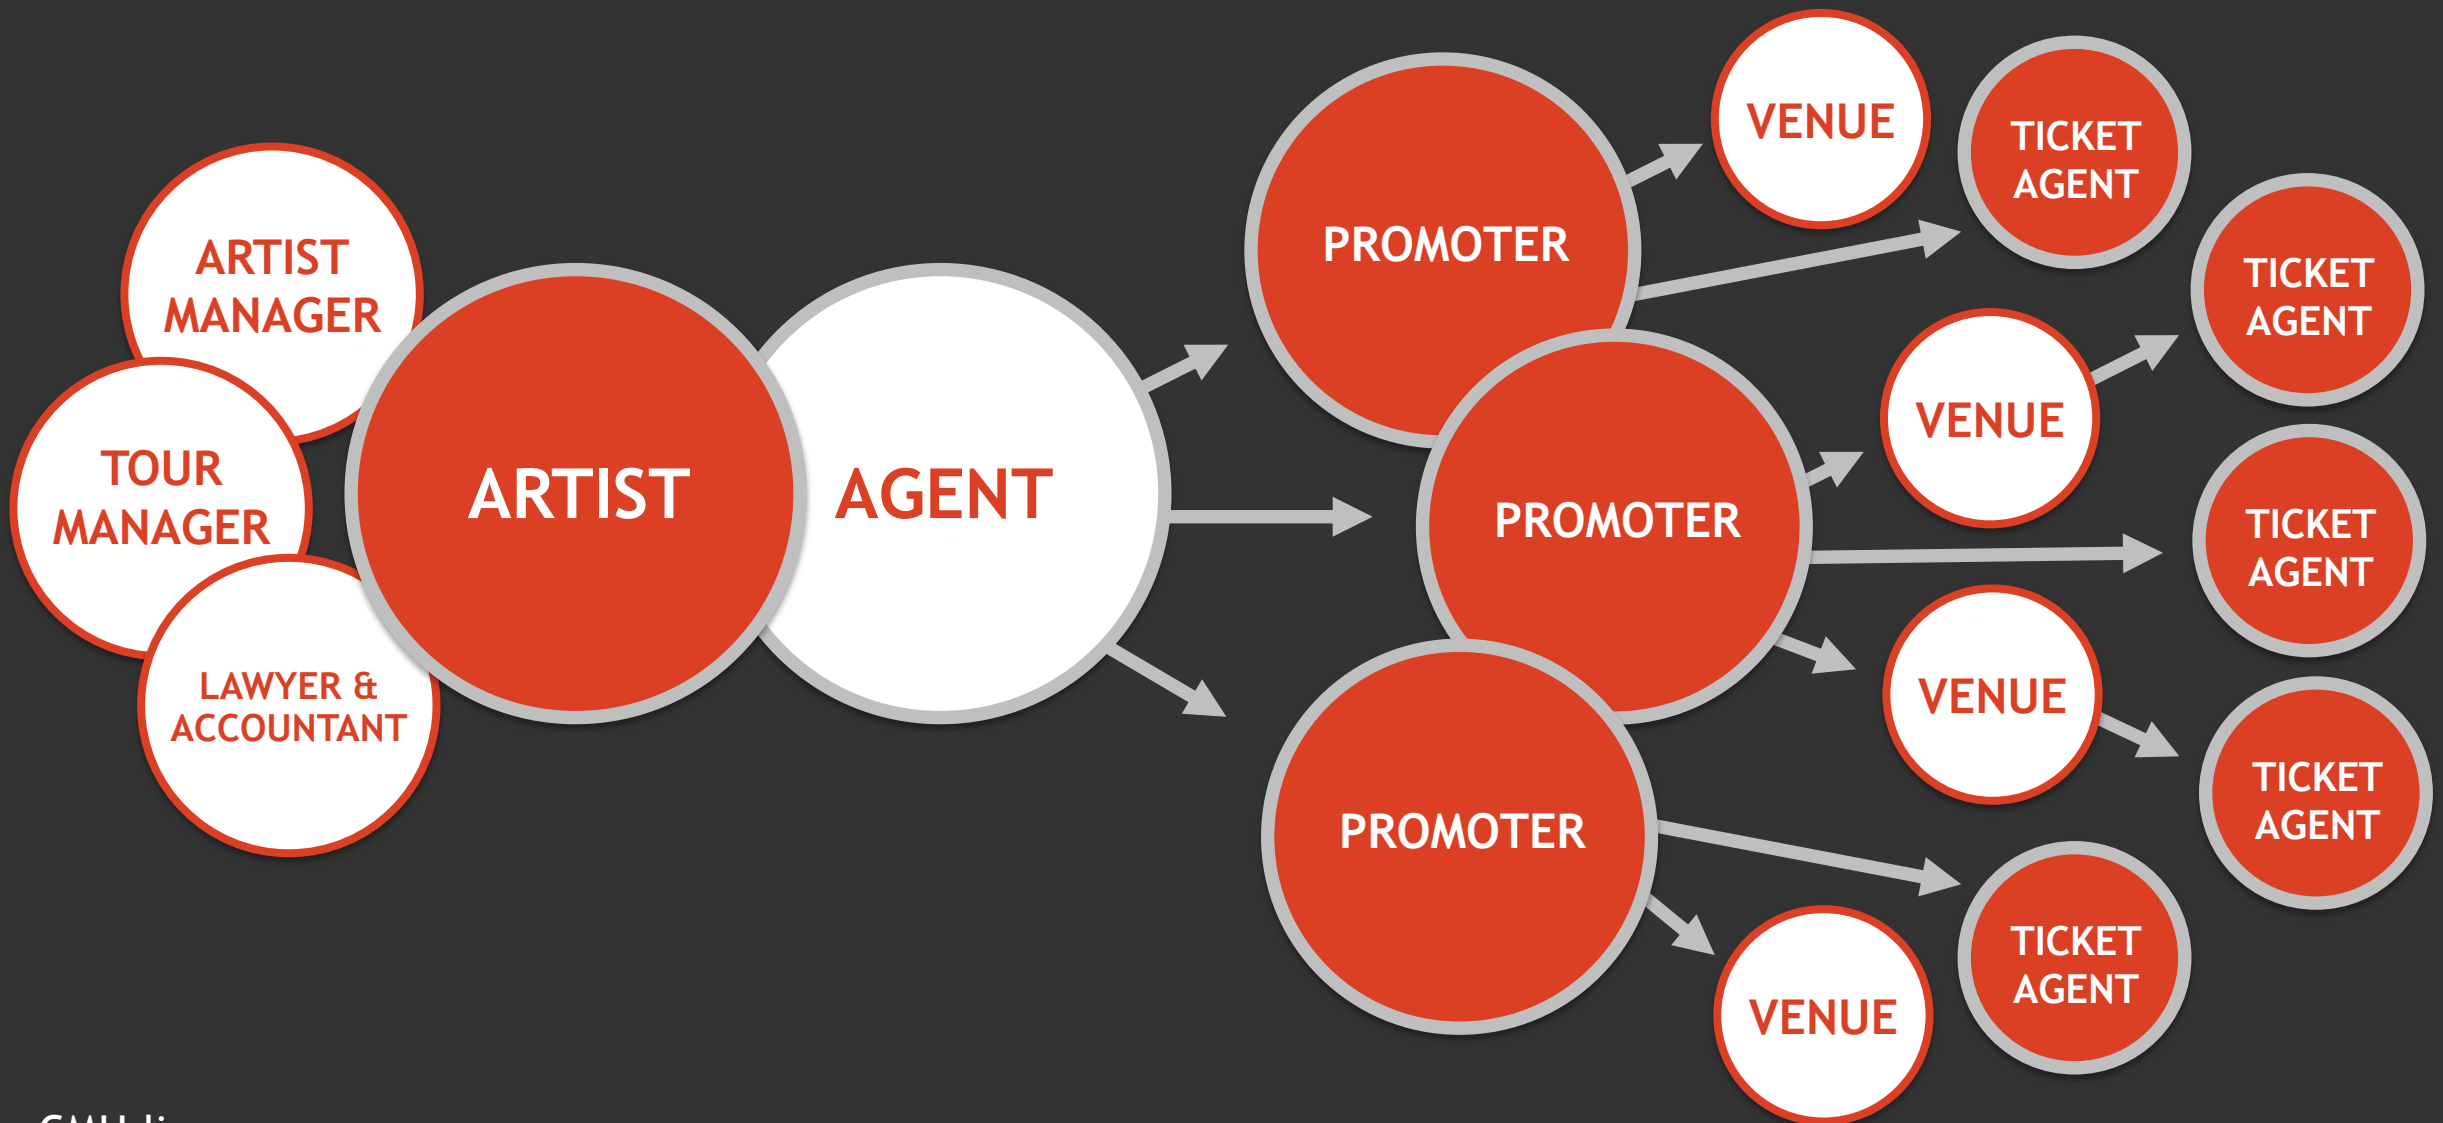 ARTIST
MANAGER
TOUR
MANAGER
LAWYER &
ACCOUNTANT
ARTIST
AGENT
PROMOTER
PROMOTER
PROMOTER
VENUE
TICKET
AGENT
TICKET
AGENT
VENUE
TICKET
AGENT
VENUE
TICKET
AGENT
TICKET
AGENT
VENUE